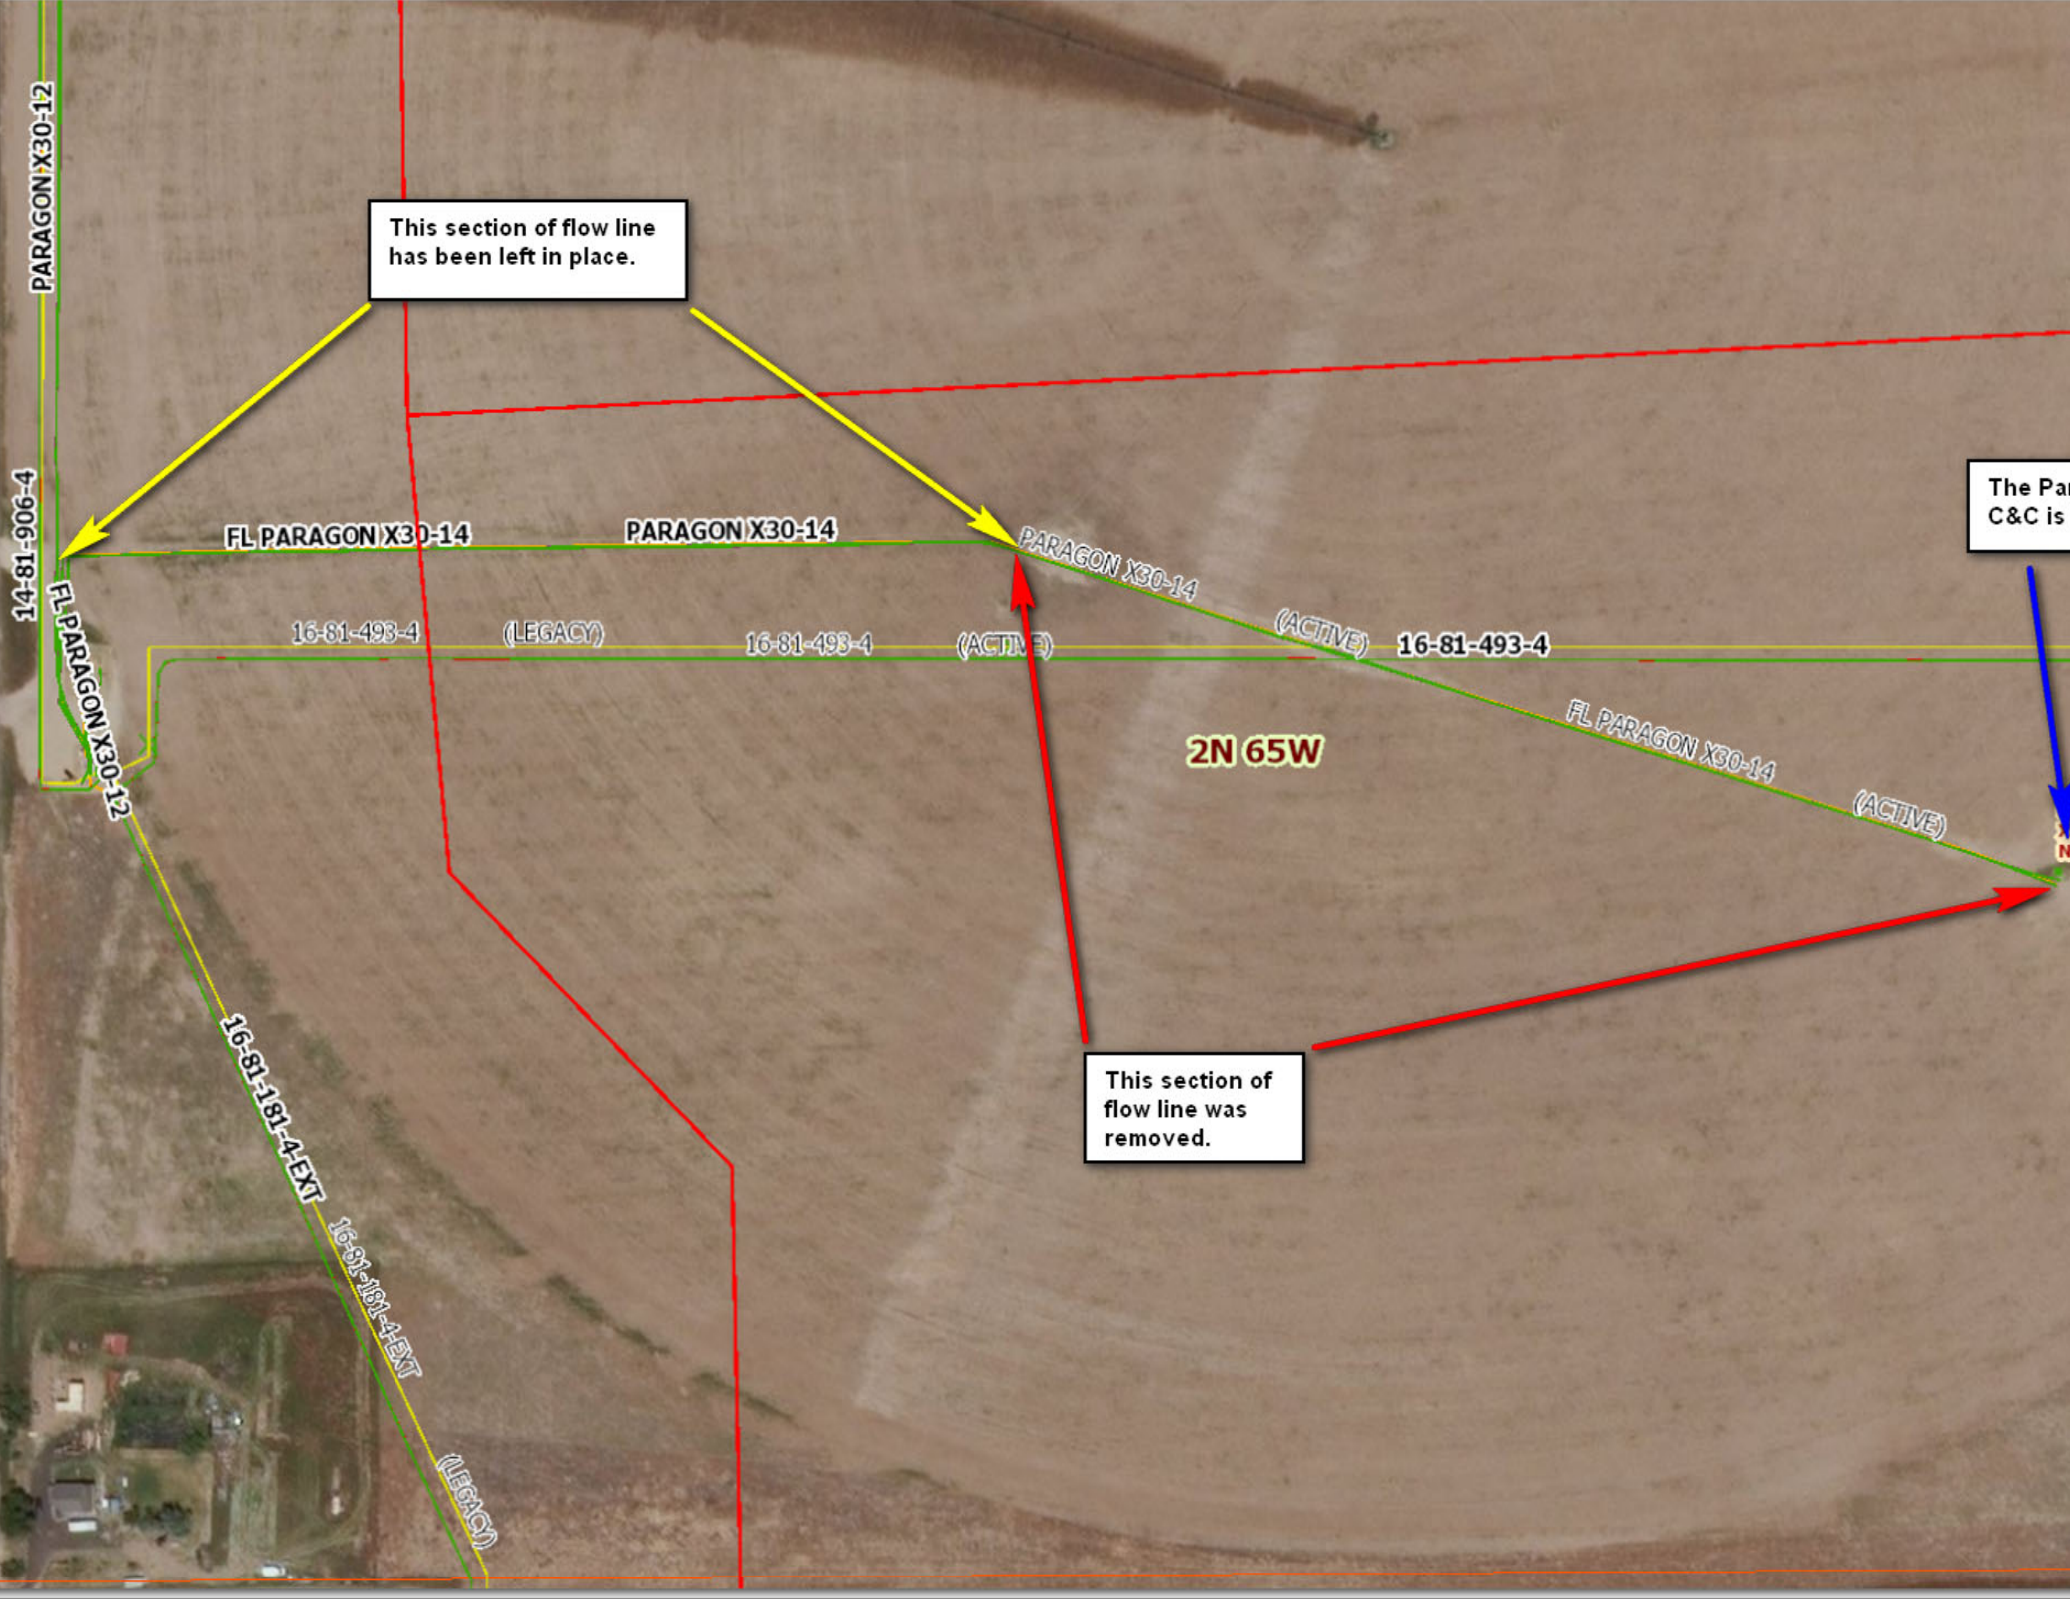 PARAGON X30-12
This section of flow line
has been left in place.
The Par
C&C is
14-81-906-4
FL PARAGON X30-14
PARAGON X30-14
PARAGON X30-14
(ACTIVE)
FL PARAGON X30-12
16-81-493-4
(LEGACY)
16-81-493-4
(ACTIVE)
16-81-493-4
FL PARAGON X30-14
(ACTIVE)
2N 65W
16-81-181-4-EXT
This section of
flow line was
removed.
16-81-181-4-EXT
(LEGACY)